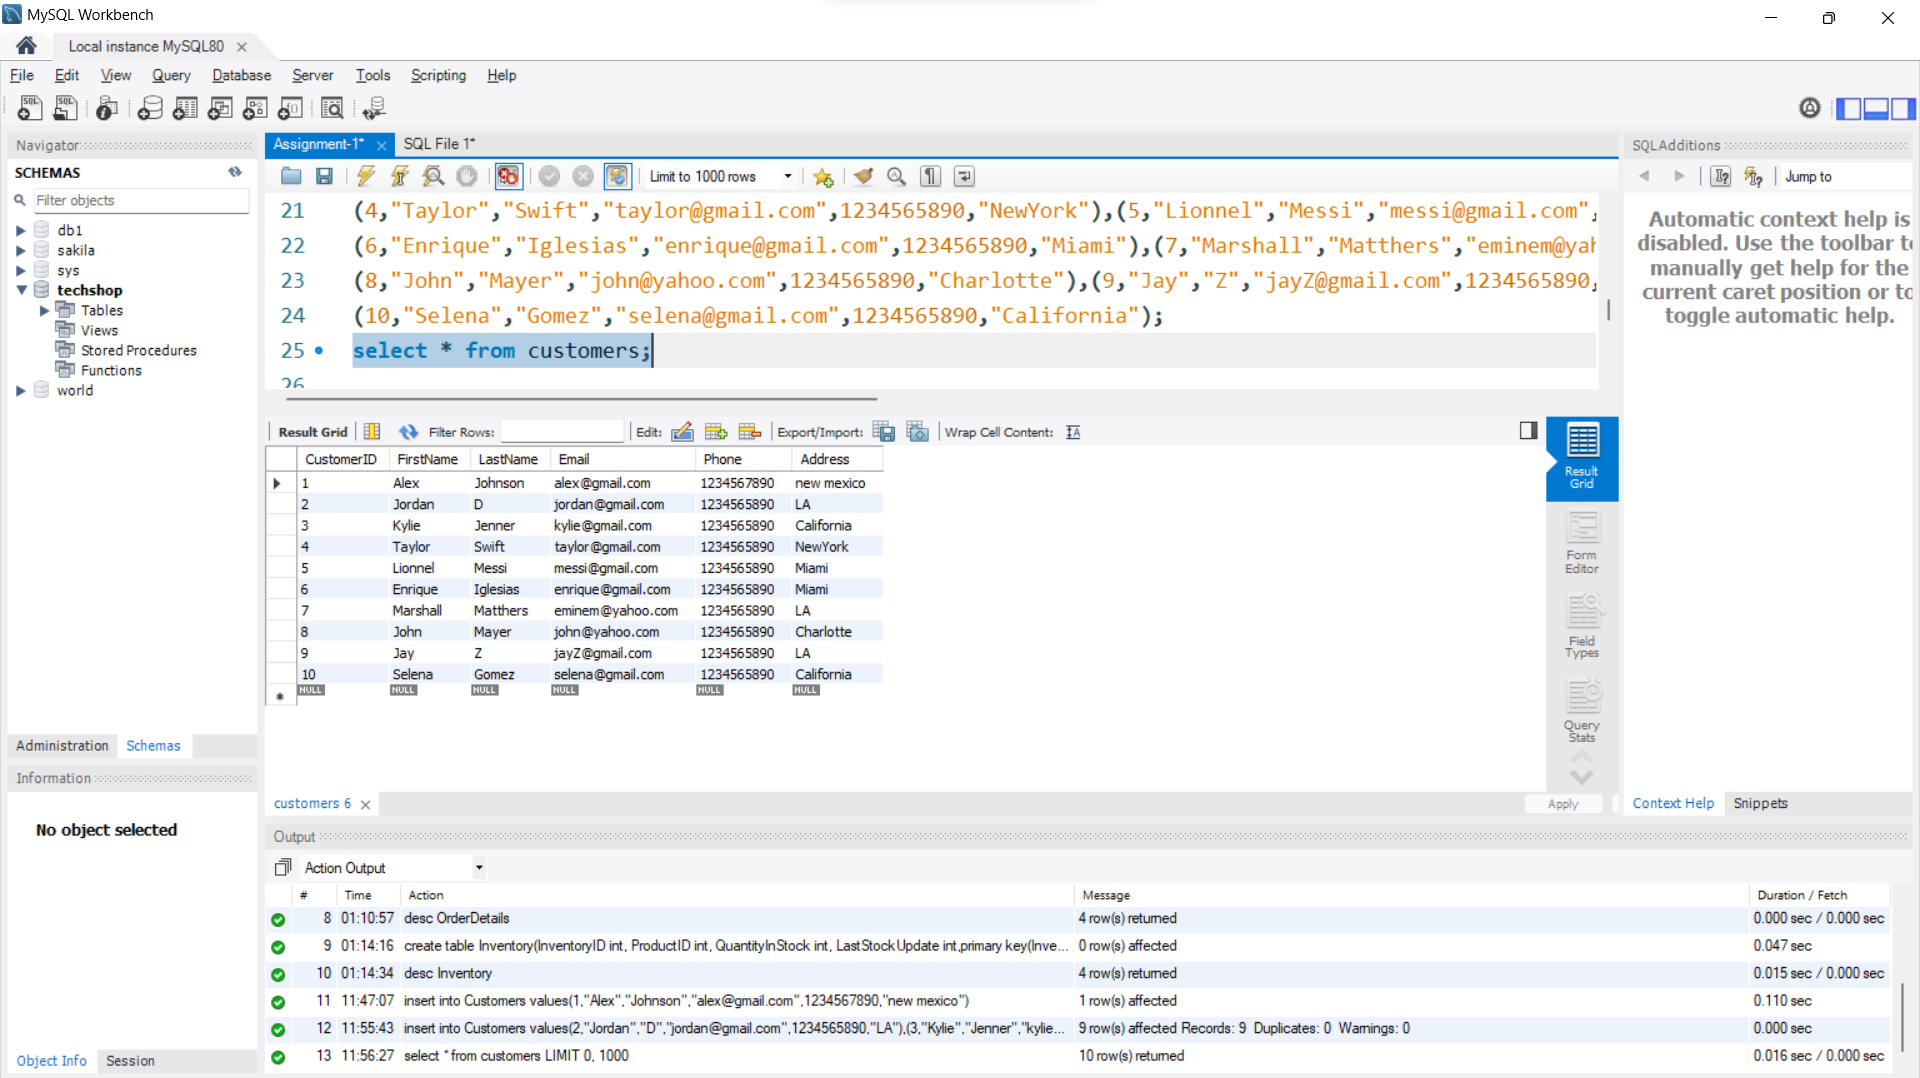 MySQL Workbench
Local instance MySQL80
File Edit View Query Database Server Tools Scripting Help
Navigator
SCHEMAS
Filter objects
db1
sakila
sys
techshop
Tables
Views
Stored Procedures
Functions
world
Administration Schemas
Information
No object selected
Object Info Session
Assignment-1* SQL File 1*
Limit to 1000 rows
21 (4,"Taylor","Swift","taylor@gmail.com",1234565890,"NewYork"),(5,"Lionnel","Messi","messi@gmail.com",
22 (6,"Enrique","Iglesias","enrique@gmail.com",1234565890,"Miami"),(7,"Marshall","Matthers","eminem@yah
23 (8,"John","Mayer","john@yahoo.com",1234565890,"Charlotte"),(9,"Jay","Z","jayZ@gmail.com",1234565890,
24 (10,"Selena","Gomez","selena@gmail.com",1234565890,"California");
25 select * from customers;
26
Result Grid Filter Rows: Edit: Export/Import: Wrap Cell Content:
CustomerID FirstName LastName Email Phone Address
1 Alex Johnson alex@gmail.com 1234567890 new mexico
2 Jordan D jordan@gmail.com 1234565890 LA
3 Kylie Jenner kylie@gmail.com 1234565890 California
4 Taylor Swift taylor@gmail.com 1234565890 NewYork
5 Lionnel Messi messi@gmail.com 1234565890 Miami
6 Enrique Iglesias enrique@gmail.com 1234565890 Miami
7 Marshall Matthers eminem@yahoo.com 1234565890 LA
8 John Mayer john@yahoo.com 1234565890 Charlotte
9 Jay Z jayZ@gmail.com 1234565890 LA
10 Selena Gomez selena@gmail.com 1234565890 California
NULL NULL NULL NULL NULL NULL
Result
Grid
Form
Editor
Field
Types
Query
Stats
customers 6
Apply
SQLAdditions
Jump to
Automatic context help is
disabled. Use the toolbar to
manually get help for the
current caret position or to
toggle automatic help.
Context Help Snippets
Output
Action Output
# Time Action Message Duration / Fetch
8 01:10:57 desc OrderDetails 4 row(s) returned 0.000 sec / 0.000 sec
9 01:14:16 create table Inventory(InventoryID int, ProductID int, QuantityInStock int, LastStockUpdate int,primary key(Inve... 0 row(s) affected 0.047 sec
10 01:14:34 desc Inventory 4 row(s) returned 0.015 sec / 0.000 sec
11 11:47:07 insert into Customers values(1,"Alex","Johnson","alex@gmail.com",1234567890,"new mexico") 1 row(s) affected 0.110 sec
12 11:55:43 insert into Customers values(2,"Jordan","D","jordan@gmail.com",1234565890,"LA"),(3,"Kylie","Jenner","kylie... 9 row(s) affected Records: 9 Duplicates: 0 Warnings: 0 0.000 sec
13 11:56:27 select * from customers LIMIT 0, 1000 10 row(s) returned 0.016 sec / 0.000 sec